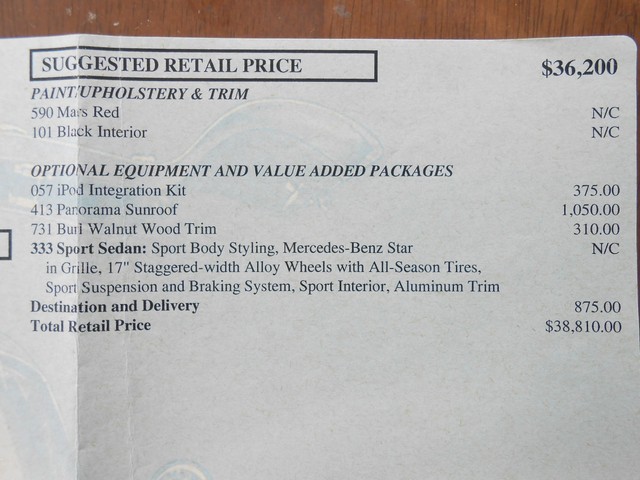 SUGGESTED RETAIL PRICE $36,200
PAINT/UPHOLSTERY & TRIM
590 Mars Red N/C
101 Black Interior N/C
OPTIONAL EQUIPMENT AND VALUE ADDED PACKAGES
057 iPod Integration Kit 375.00
413 Panorama Sunroof 1,050.00
731 Burl Walnut Wood Trim 310.00
333 Sport Sedan: Sport Body Styling, Mercedes-Benz Star N/C
in Grille, 17" Staggered-width Alloy Wheels with All-Season Tires,
Sport Suspension and Braking System, Sport Interior, Aluminum Trim
Destination and Delivery 875.00
Total Retail Price $38,810.00